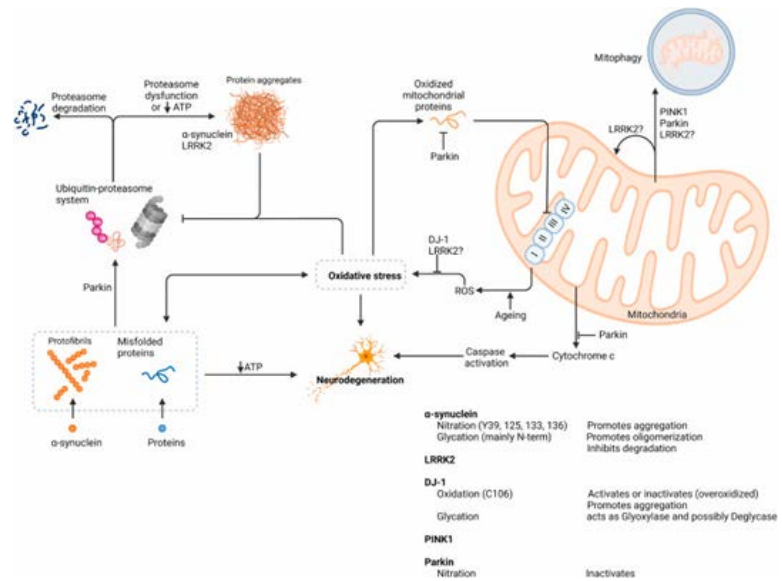 Mitophagy
Proteasome
degradation
Proteasome
dysfunction
or ↓ ATP
Protein aggregates
α-synuclein
LRRK2
Oxidized
mitochondrial
proteins
Parkin
LRRK2?
PINK1
Parkin
LRRK2?
Ubiquitin-proteasome
system
I II III IV
DJ-1
LRRK2?
Oxidative stress
ROS
Ageing
Mitochondria
Parkin
Parkin
Protofibrils
Misfolded
proteins
↓ATP
Neurodegeneration
Caspase
activation
Cytochrome c
α-synuclein
Proteins
α-synuclein
Nitration (Y39, 125, 133, 136) Promotes aggregation
Glycation (mainly N-term) Promotes oligomerization
Inhibits degradation
LRRK2
DJ-1
Oxidation (C106) Activates or inactivates (overoxidized)
Promotes aggregation
Glycation acts as Glyoxylase and possibly Deglycase
PINK1
Parkin
Nitration Inactivates